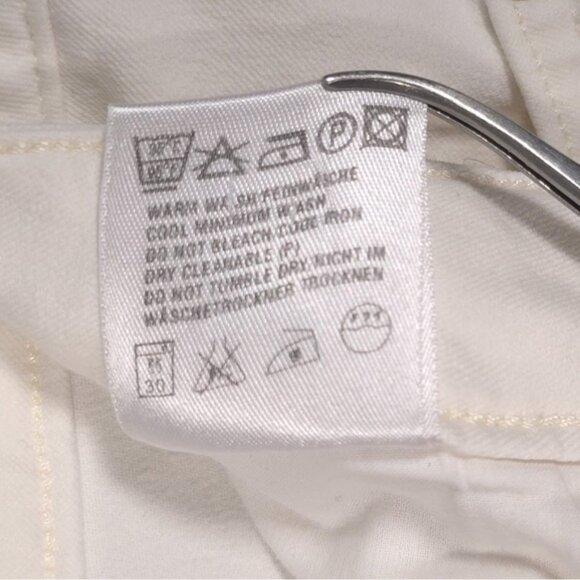 40°C
P
WARM WASH FEINWÄSCHE
COOL MINIMUM WASH
DO NOT BLEACH COOL IRON
DRY CLEANABLE (P)
DO NOT TUMBLE DRY/NICHT IM
WÄSCHETROCKNER TROCKNEN
30